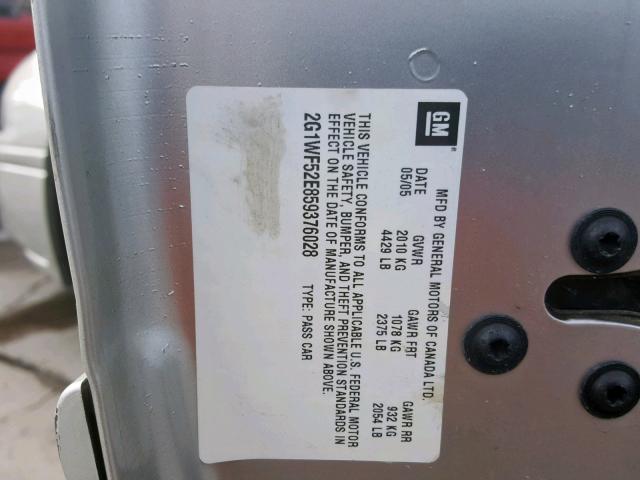 GM
MFD BY GENERAL MOTORS OF CANADA LTD.
DATE GVWR GAWR FRT GAWR RR
05/05 2010 KG 1078 KG 932 KG
4429 LB 2375 LB 2054 LB
THIS VEHICLE CONFORMS TO ALL APPLICABLE U.S. FEDERAL MOTOR
VEHICLE SAFETY, BUMPER, AND THEFT PREVENTION STANDARDS IN
EFFECT ON THE DATE OF MANUFACTURE SHOWN ABOVE.
2G1WF52E859376028 TYPE: PASS CAR